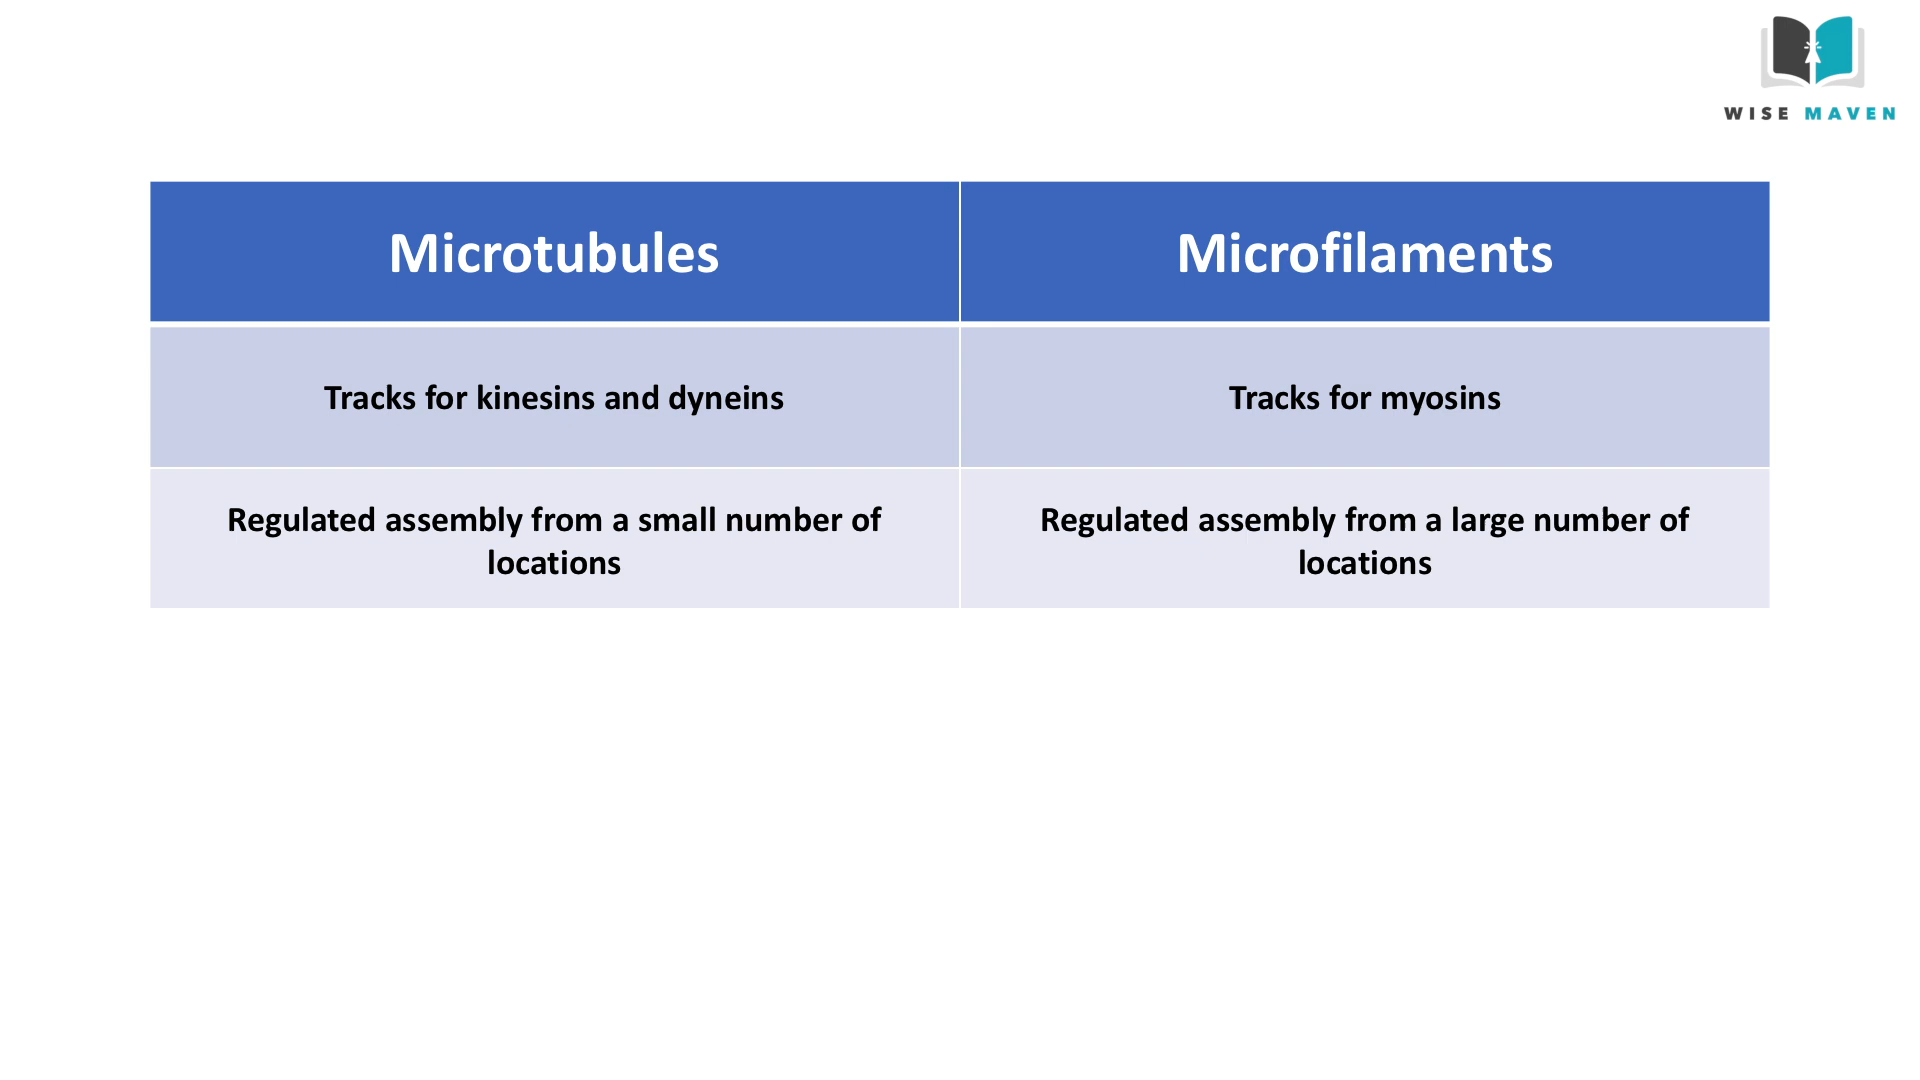 WISE MAVEN
Microtubules
Microfilaments
Tracks for kinesins and dyneins
Tracks for myosins
Regulated assembly from a small number of
locations
Regulated assembly from a large number of
locations